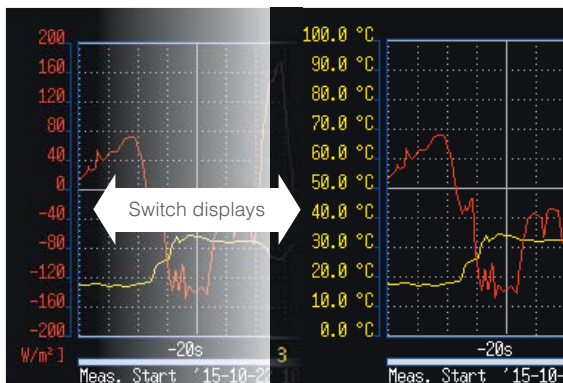 200
160
120
80
40
0
-40
-80
-120
-160
-200
W/m²]
-20s
3
Meas. Start '15-10-2
Switch displays
100.0 °C
90.0 °C
80.0 °C
70.0 °C
60.0 °C
50.0 °C
40.0 °C
30.0 °C
20.0 °C
10.0 °C
0.0 °C
-20s
Meas. Start '15-10-